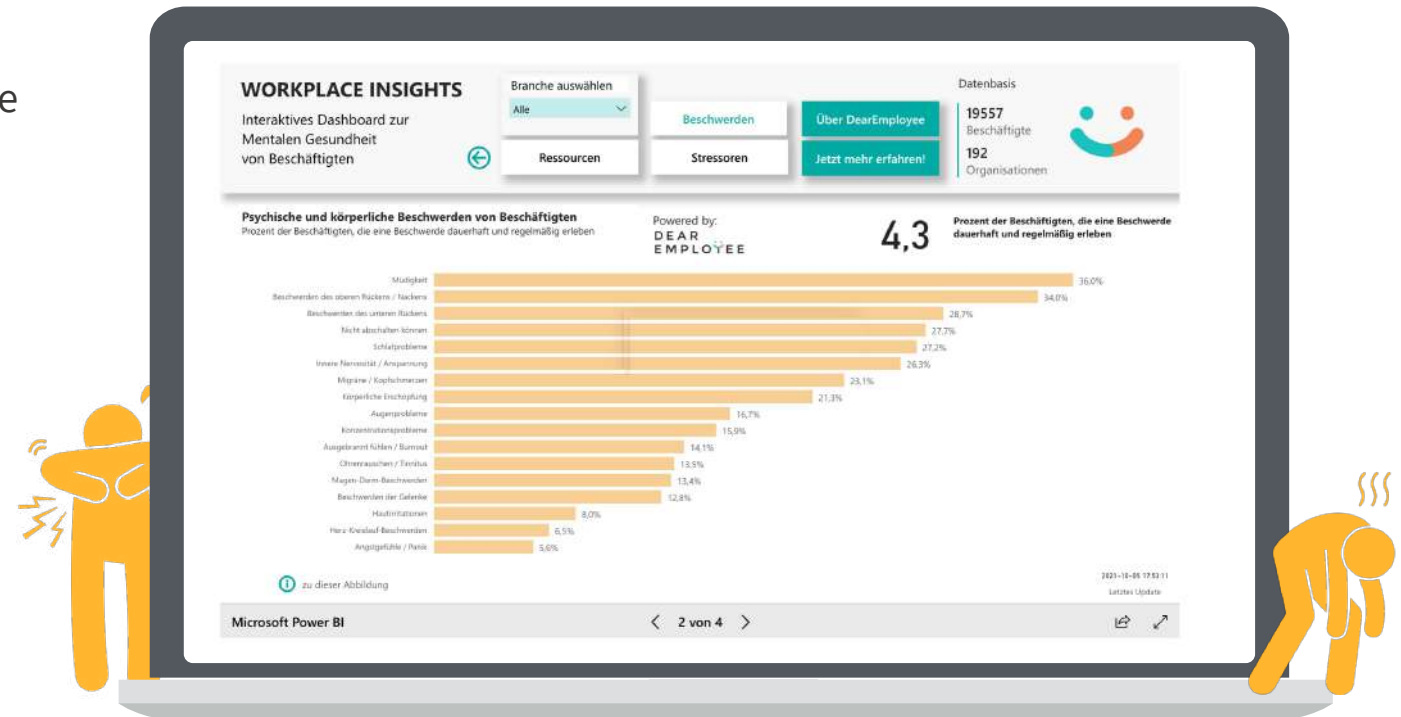 e
WORKPLACE INSIGHTS
Interaktives Dashboard zur
Mentalen Gesundheit
von Beschäftigten
Branche auswählen
Alle
Ressourcen
Beschwerden
Stressoren
Über DearEmployee
Jetzt mehr erfahren!
Datenbasis
19557
Beschäftigte
192
Organisationen
Psychische und körperliche Beschwerden von Beschäftigten
Prozent der Beschäftigten, die eine Beschwerde dauerhaft und regelmäßig erleben
Powered by:
DEAR
EMPLOYEE
4,3
Prozent der Beschäftigten, die eine Beschwerde
dauerhaft und regelmäßig erleben
Müdigkeit 36,0%
Beschwerden des oberen Rückens / Nackens 34,0%
Beschwerden des unteren Rückens 28,7%
Nicht abschalten können 27,7%
Schlafprobleme 27,2%
Innere Nervosität / Anspannung 26,3%
Migräne / Kopfschmerzen 23,1%
Körperliche Erschöpfung 21,3%
Augenprobleme 16,7%
Konzentrationsprobleme 15,9%
Ausgebrannt fühlen / Burnout 14,1%
Ohrenrauschen / Tinnitus 13,5%
Magen-Darm-Beschwerden 13,4%
Beschwerden der Gelenke 12,8%
Hautirritationen 8,0%
Herz-Kreislauf-Beschwerden 6,5%
Angstgefühle / Panik 5,6%
zu dieser Abbildung
2021-10-05 17:53:11
Letztes Update
Microsoft Power BI
2 von 4